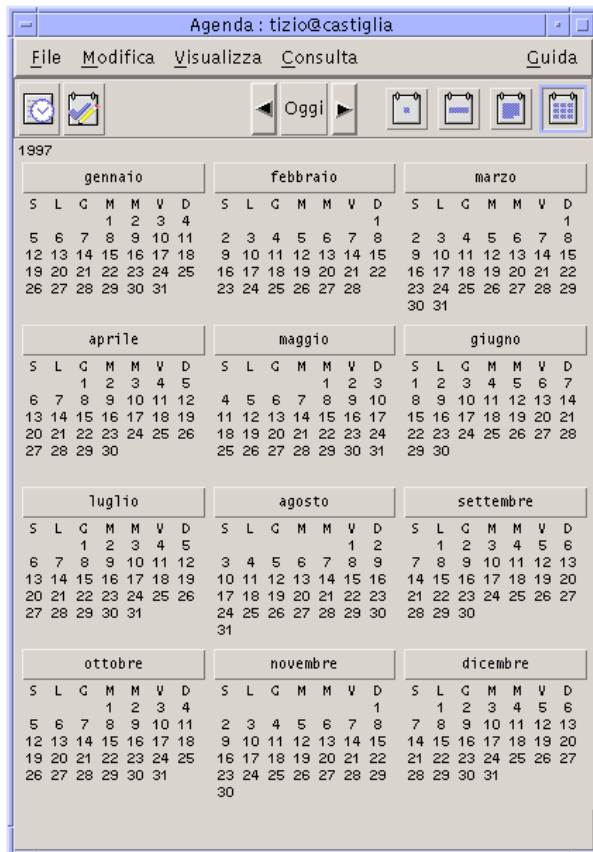 Agenda : tizio@castiglia
File Modifica Visualizza Consulta Guida
Oggi
1997
gennaio
S L G M M V D
1 2 3 4
5 6 7 8 9 10 11
12 13 14 15 16 17 18
19 20 21 22 23 24 25
26 27 28 29 30 31
febbraio
S L G M M V D
1
2 3 4 5 6 7 8
9 10 11 12 13 14 15
16 17 18 19 20 21 22
23 24 25 26 27 28
marzo
S L G M M V D
1
2 3 4 5 6 7 8
9 10 11 12 13 14 15
16 17 18 19 20 21 22
23 24 25 26 27 28 29
30 31
aprile
S L G M M V D
1 2 3 4 5
6 7 8 9 10 11 12
13 14 15 16 17 18 19
20 21 22 23 24 25 26
27 28 29 30
maggio
S L G M M V D
1 2 3
4 5 6 7 8 9 10
11 12 13 14 15 16 17
18 19 20 21 22 23 24
25 26 27 28 29 30 31
giugno
S L G M M V D
1 2 3 4 5 6 7
8 9 10 11 12 13 14
15 16 17 18 19 20 21
22 23 24 25 26 27 28
29 30
luglio
S L G M M V D
1 2 3 4 5
6 7 8 9 10 11 12
13 14 15 16 17 18 19
20 21 22 23 24 25 26
27 28 29 30 31
agosto
S L G M M V D
1 2
3 4 5 6 7 8 9
10 11 12 13 14 15 16
17 18 19 20 21 22 23
24 25 26 27 28 29 30
31
settembre
S L G M M V D
1 2 3 4 5 6
7 8 9 10 11 12 13
14 15 16 17 18 19 20
21 22 23 24 25 26 27
28 29 30
ottobre
S L G M M V D
1 2 3 4
5 6 7 8 9 10 11
12 13 14 15 16 17 18
19 20 21 22 23 24 25
26 27 28 29 30 31
novembre
S L G M M V D
1
2 3 4 5 6 7 8
9 10 11 12 13 14 15
16 17 18 19 20 21 22
23 24 25 26 27 28 29
30
dicembre
S L G M M V D
1 2 3 4 5 6
7 8 9 10 11 12 13
14 15 16 17 18 19 20
21 22 23 24 25 26 27
28 29 30 31